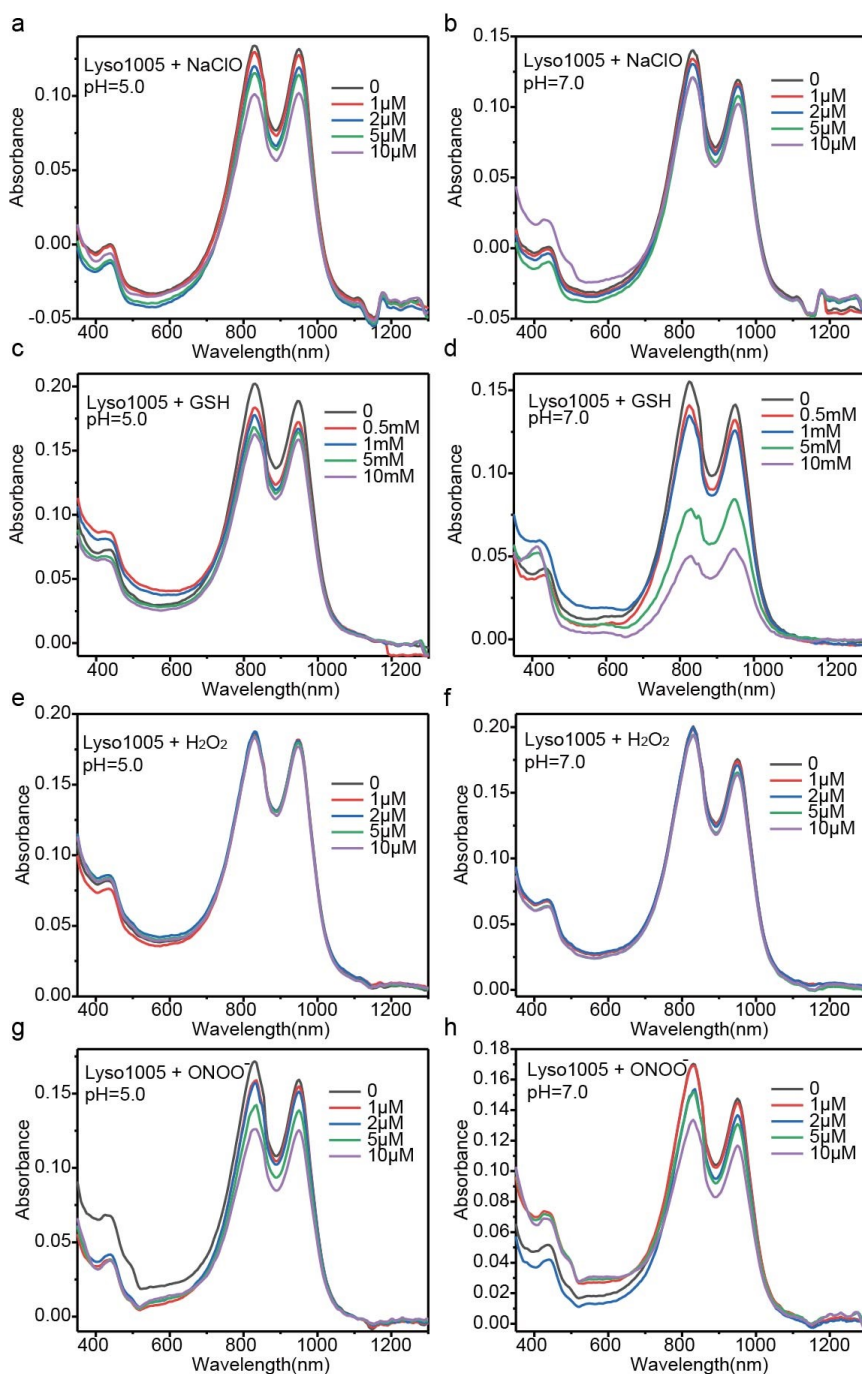 a
Lyso1005 + NaClO
pH=5.0
0
1μM
2μM
5μM
10μM
0.10
0.05
0.00
-0.05
Absorbance
400 600 800 1000 1200
Wavelength(nm)
b
Lyso1005 + NaClO
pH=7.0
0
1μM
2μM
5μM
10μM
0.15
0.10
0.05
0.00
-0.05
Absorbance
400 600 800 1000 1200
Wavelength(nm)
c
Lyso1005 + GSH
pH=5.0
0
0.5mM
1mM
5mM
10mM
0.20
0.15
0.10
0.05
0.00
Absorbance
400 600 800 1000 1200
Wavelength(nm)
d
Lyso1005 + GSH
pH=7.0
0
0.5mM
1mM
5mM
10mM
0.15
0.10
0.05
0.00
Absorbance
400 600 800 1000 1200
Wavelength(nm)
e
Lyso1005 + H₂O₂
pH=5.0
0
1μM
2μM
5μM
10μM
0.20
0.15
0.10
0.05
0.00
Absorbance
400 600 800 1000 1200
Wavelength(nm)
f
Lyso1005 + H₂O₂
pH=7.0
0
1μM
2μM
5μM
10μM
0.20
0.15
0.10
0.05
0.00
Absorbance
400 600 800 1000 1200
Wavelength(nm)
g
Lyso1005 + ONOO⁻
pH=5.0
0
1μM
2μM
5μM
10μM
0.15
0.10
0.05
0.00
Absorbance
400 600 800 1000 1200
Wavelength(nm)
h
Lyso1005 + ONOO⁻
pH=7.0
0
1μM
2μM
5μM
10μM
0.18
0.16
0.14
0.12
0.10
0.08
0.06
0.04
0.02
0.00
Absorbance
400 600 800 1000 1200
Wavelength(nm)